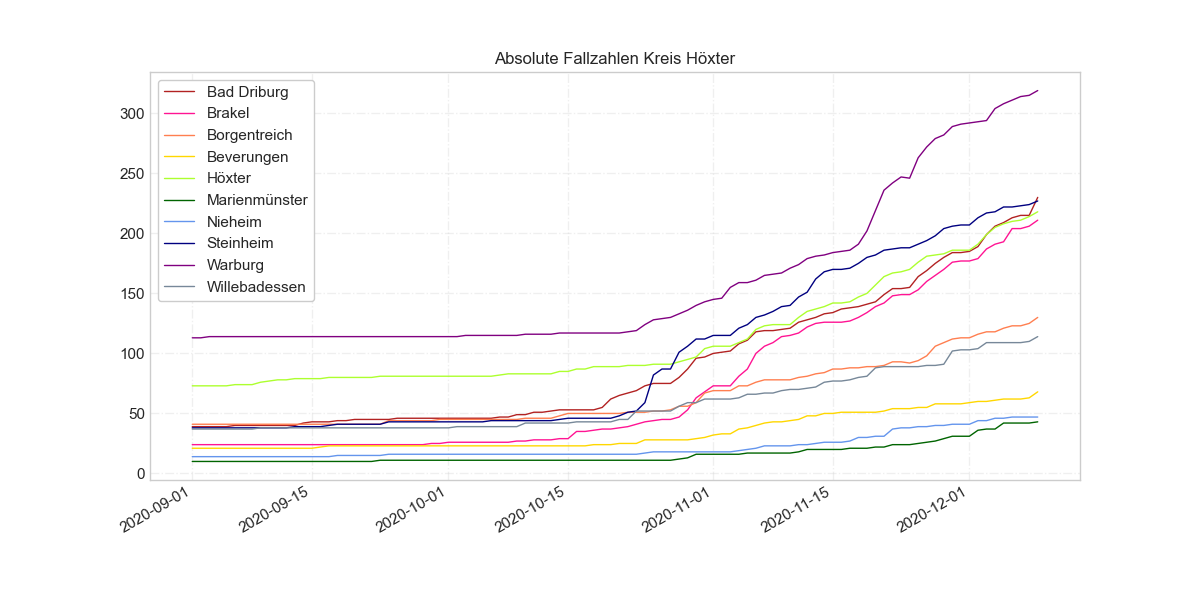 Absolute Fallzahlen Kreis Höxter
Bad Driburg
Brakel
Borgentreich
Beverungen
Höxter
Marienmünster
Nieheim
Steinheim
Warburg
Willebadessen
300
250
200
150
100
50
0
2020-09-01
2020-09-15
2020-10-01
2020-10-15
2020-11-01
2020-11-15
2020-12-01